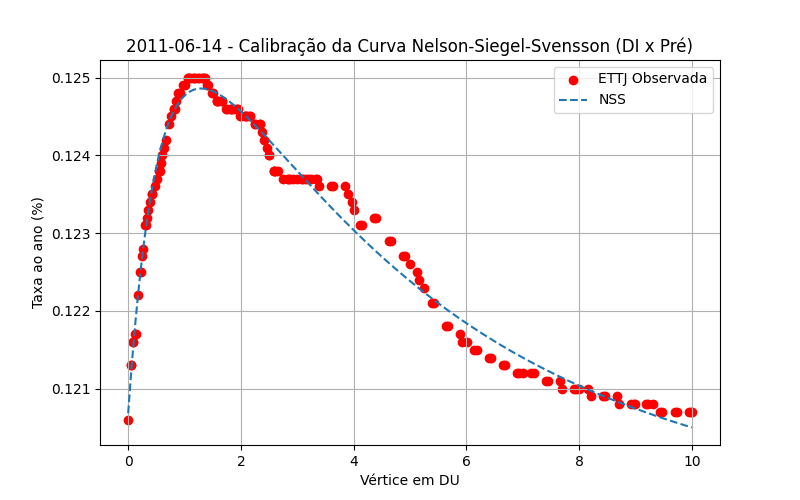 2011-06-14 - Calibração da Curva Nelson-Siegel-Svensson (DI x Pré)
ETTJ Observada
NSS
Taxa ao ano (%)
0.125
0.124
0.123
0.122
0.121
0
2
4
6
8
10
Vértice em DU